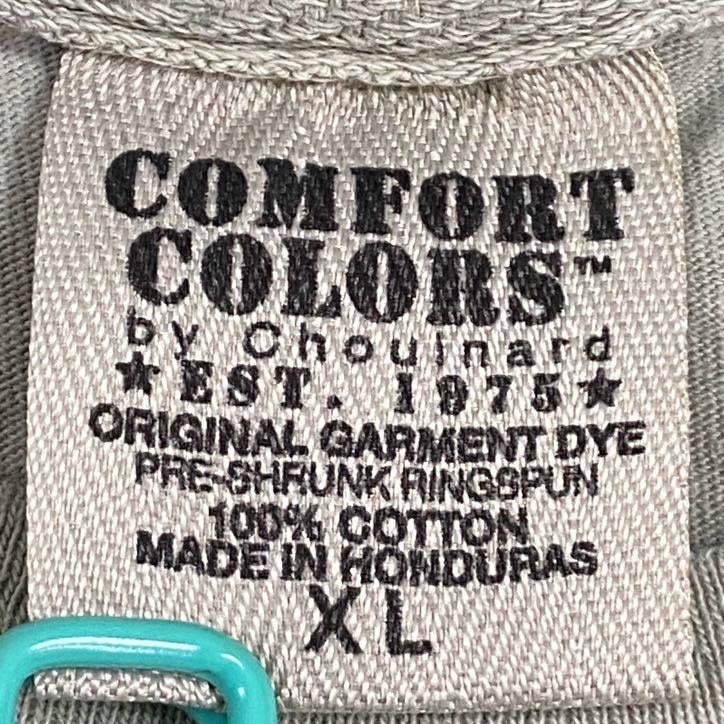 COMFORT
COLORS™
by Chouinard
★EST. 1975★
ORIGINAL GARMENT DYE
PRE-SHRUNK RINGSPUN
100% COTTON
MADE IN HONDURAS
XL